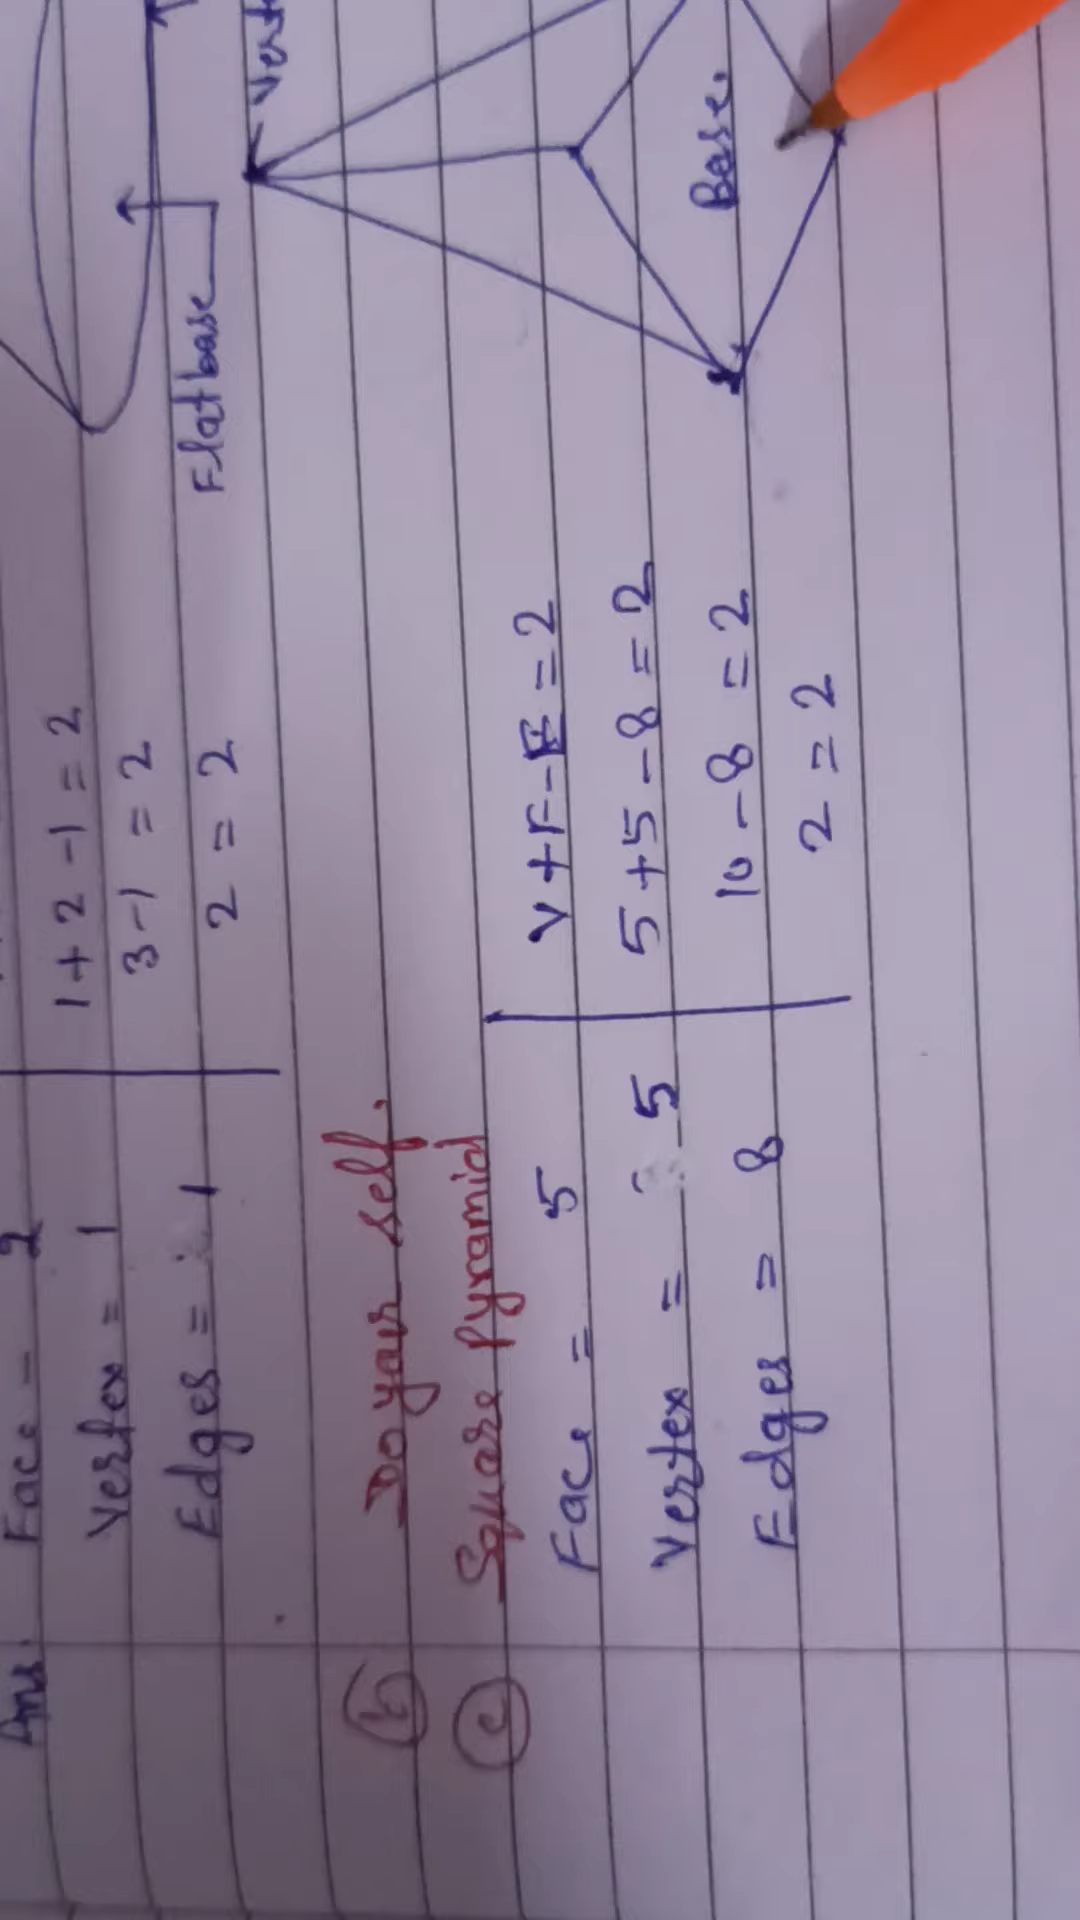 Ans. Face - 2
Vertex = 1
Edges = 1
1 + 2 - 1 = 2
3 - 1 = 2
2 = 2
Flat base
(b) Do your self.
(c) Square Pyramid
Face = 5
Vertex = 5
Edges = 8
V + F - E = 2
5 + 5 - 8 = 2
10 - 8 = 2
2 = 2
Base.